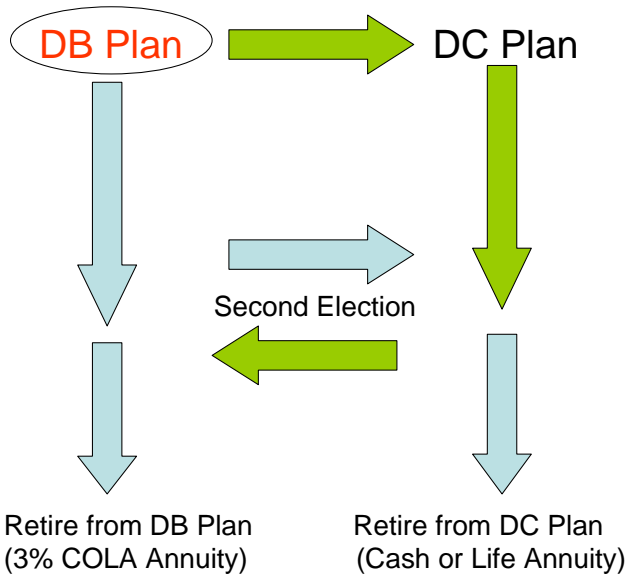 DB Plan
DC Plan
Second Election
Retire from DB Plan
(3% COLA Annuity)
Retire from DC Plan
(Cash or Life Annuity)